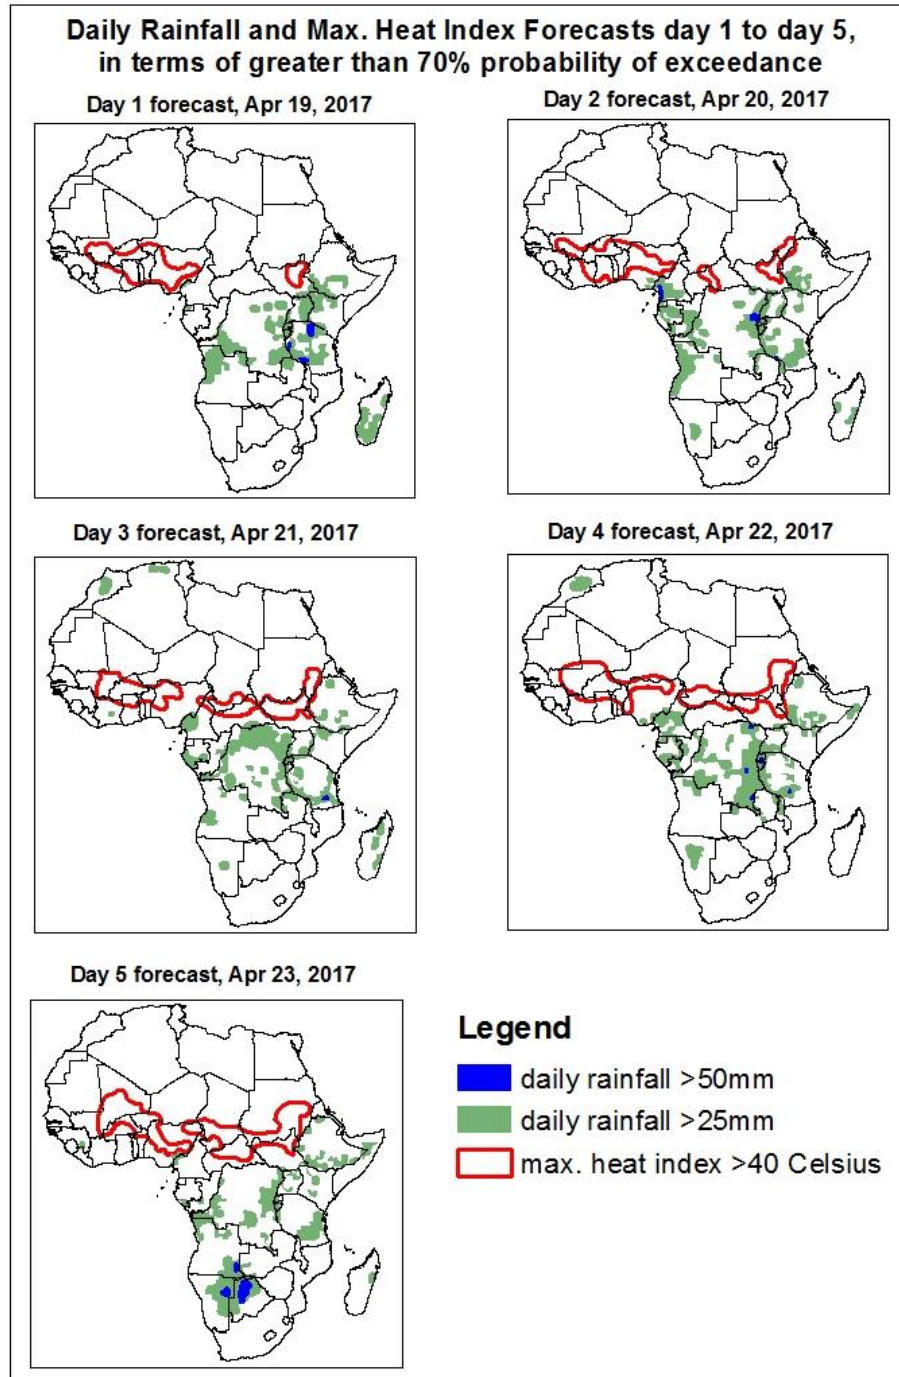 Daily Rainfall and Max. Heat Index Forecasts day 1 to day 5,
in terms of greater than 70% probability of exceedance
Day 1 forecast, Apr 19, 2017
Day 2 forecast, Apr 20, 2017
Day 3 forecast, Apr 21, 2017
Day 4 forecast, Apr 22, 2017
Day 5 forecast, Apr 23, 2017
Legend
daily rainfall >50mm
daily rainfall >25mm
max. heat index >40 Celsius